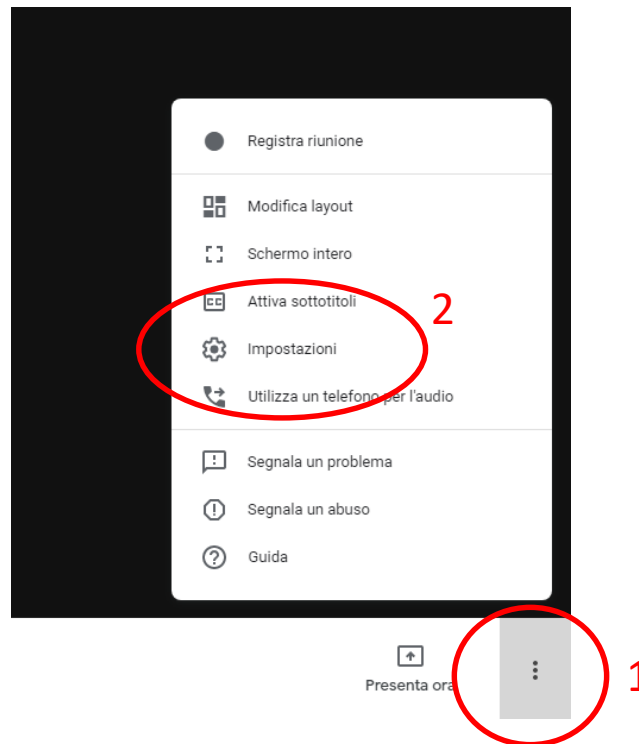 Registra riunione
Modifica layout
Schermo intero
Attiva sottotitoli
2
Impostazioni
Utilizza un telefono per l'audio
Segnala un problema
Segnala un abuso
Guida
Presenta ora
1